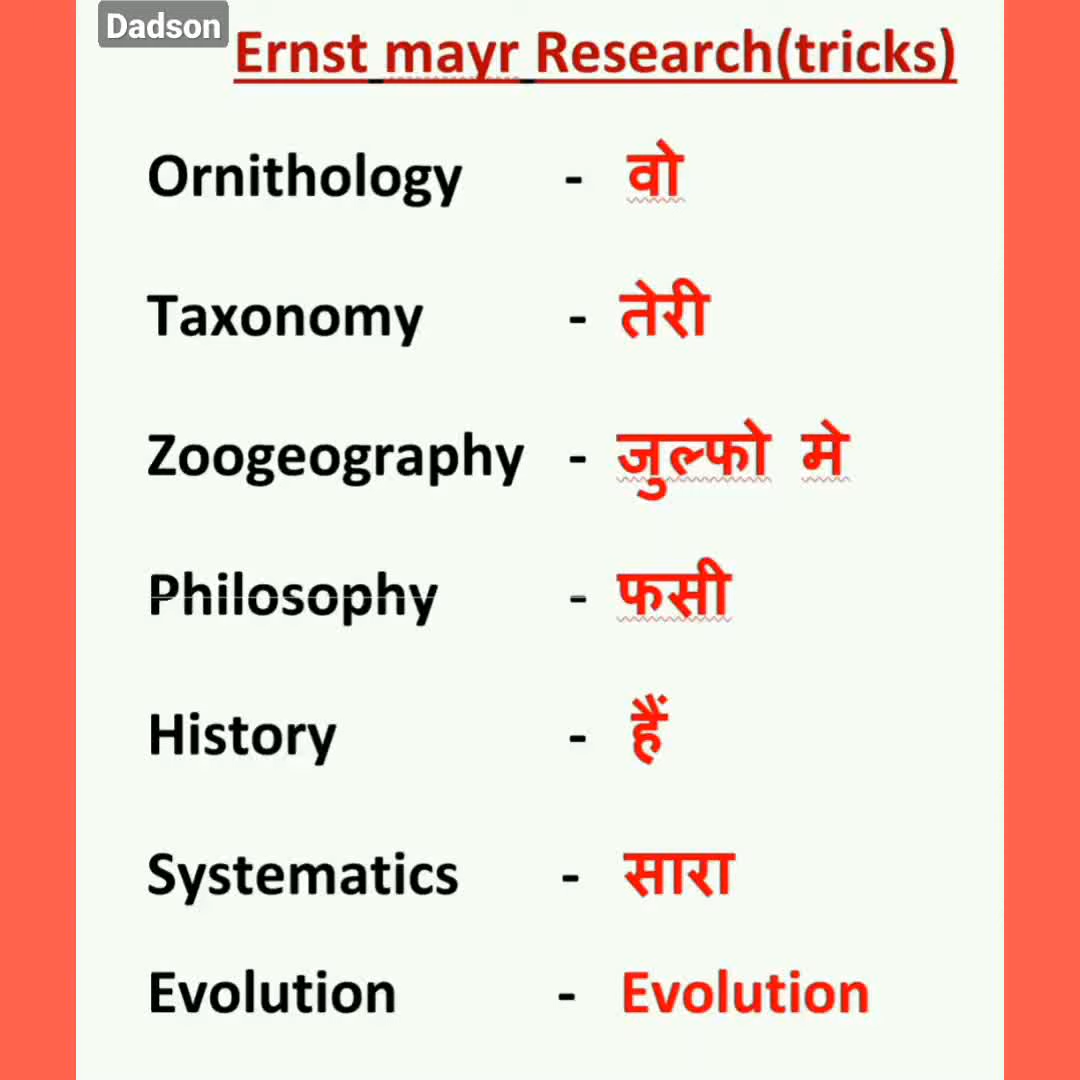 Dadson
Ernst mayr Research(tricks)
Ornithology - वो
Taxonomy - तेरी
Zoogeography - जुल्फो मे
Philosophy - फसी
History - हैं
Systematics - सारा
Evolution - Evolution